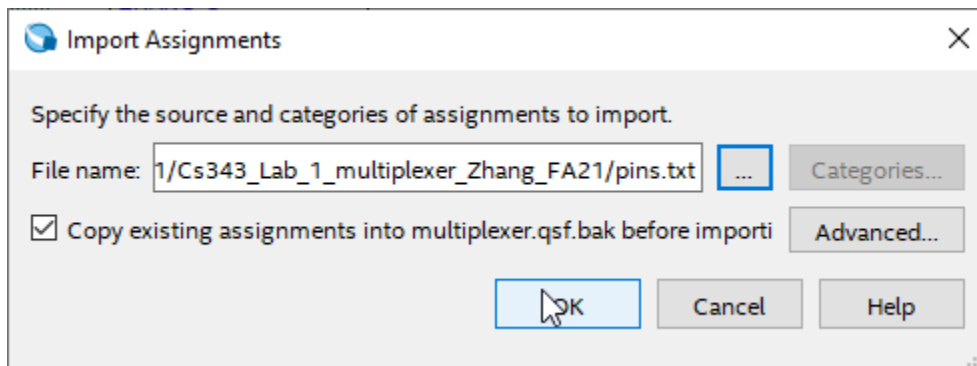 Import Assignments
Specify the source and categories of assignments to import.
File name: 1/Cs343_Lab_1_multiplexer_Zhang_FA21/pins.txt ... Categories...
Copy existing assignments into multiplexer.qsf.bak before importi Advanced...
OK Cancel Help